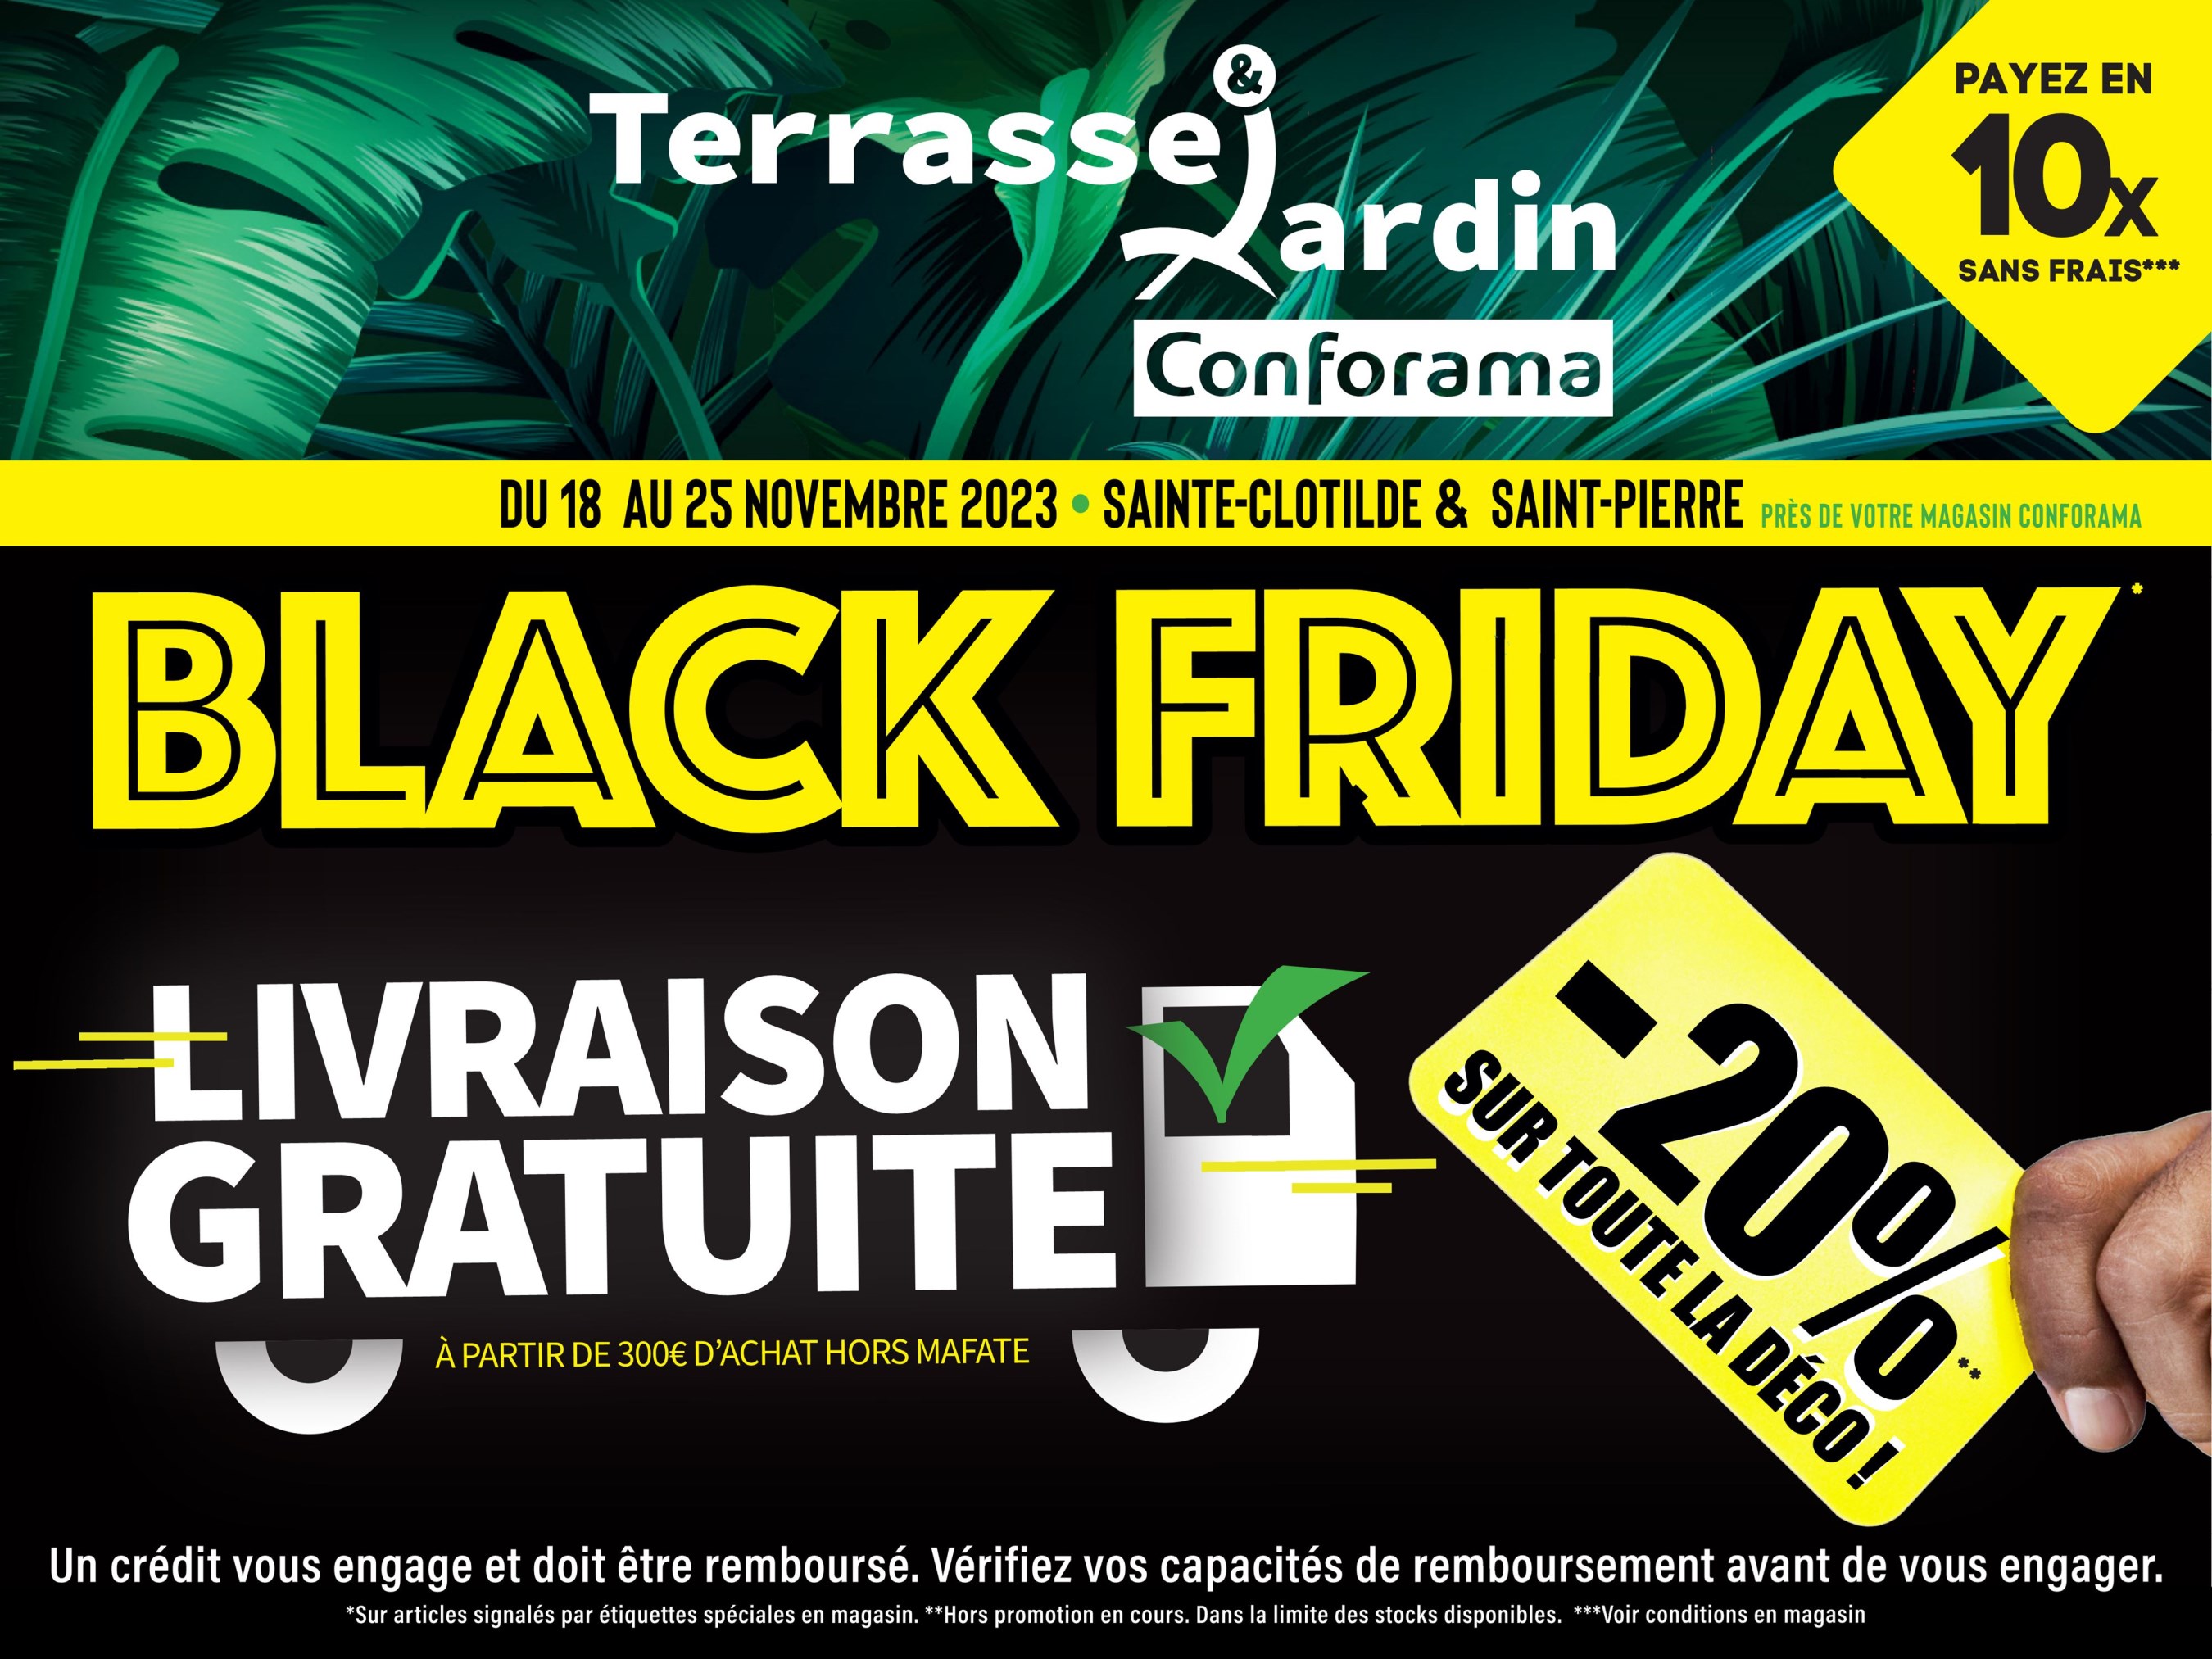 Terrasse &
Jardin
Conforama
PAYEZ EN
10x
SANS FRAIS***
DU 18 AU 25 NOVEMBRE 2023 • SAINTE-CLOTILDE & SAINT-PIERRE PRÈS DE VOTRE MAGASIN CONFORAMA
BLACK FRIDAY*
LIVRAISON
GRATUITE
À PARTIR DE 300€ D'ACHAT HORS MAFATE
-20%**
SUR TOUTE LA DÉCO !
Un crédit vous engage et doit être remboursé. Vérifiez vos capacités de remboursement avant de vous engager.
*Sur articles signalés par étiquettes spéciales en magasin. **Hors promotion en cours. Dans la limite des stocks disponibles. ***Voir conditions en magasin